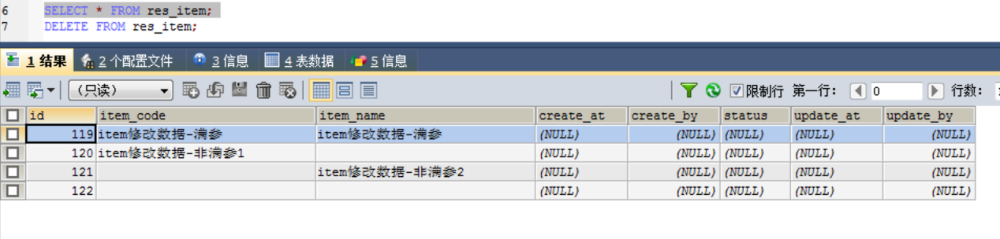 6 SELECT * FROM res_item;
7 DELETE FROM res_item;
1 结果 2 个配置文件 3 信息 4 表数据 5 信息
(只读) 限制行 第一行: 0 行数:
id item_code item_name create_at create_by status update_at update_by
119 item修改数据-满参 item修改数据-满参 (NULL) (NULL) (NULL) (NULL) (NULL)
120 item修改数据-非满参1 (NULL) (NULL) (NULL) (NULL) (NULL)
121 item修改数据-非满参2 (NULL) (NULL) (NULL) (NULL) (NULL)
122 (NULL) (NULL) (NULL) (NULL) (NULL)